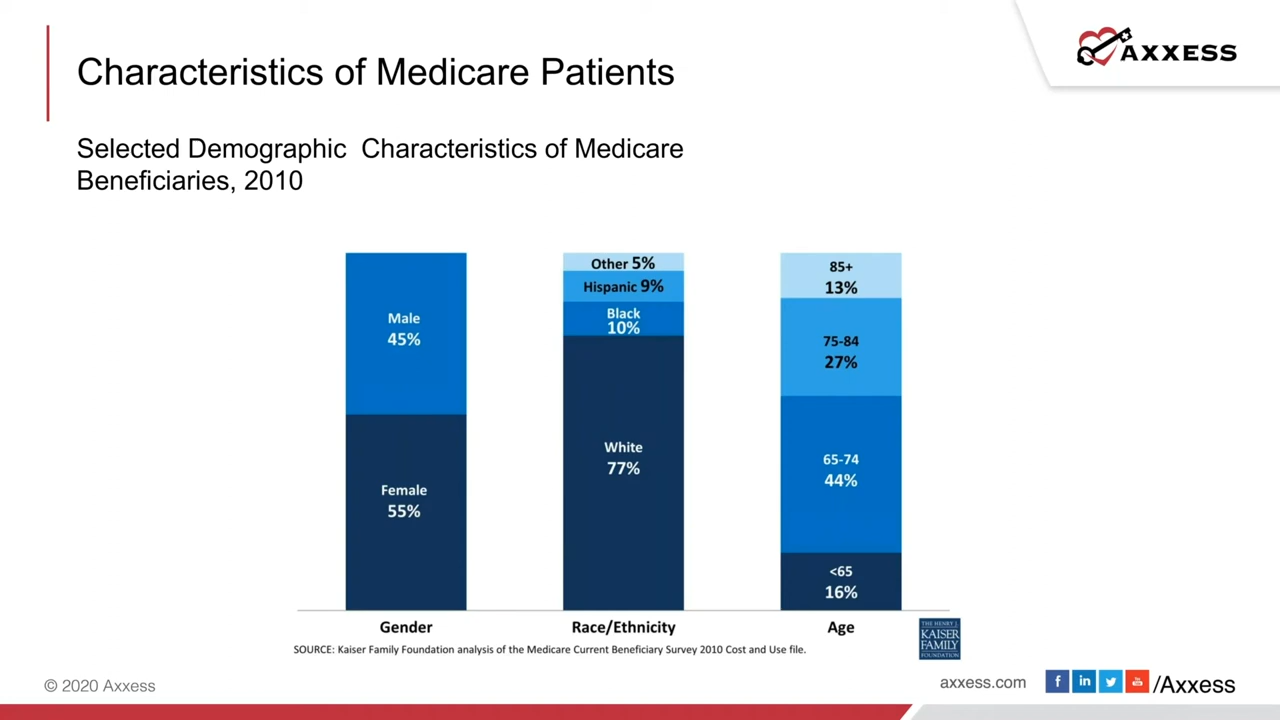 AXXESS
Characteristics of Medicare Patients
Selected Demographic  Characteristics of Medicare
Beneficiaries, 2010
Male
45%
Female
55%
Other 5%
Hispanic 9%
Black
10%
White
77%
85+
13%
75-84
27%
65-74
44%
<65
16%
Gender
Race/Ethnicity
Age
SOURCE: Kaiser Family Foundation analysis of the Medicare Current Beneficiary Survey 2010 Cost and Use file.
THE HENRY J.
KAISER
FAMILY
FOUNDATION
© 2020 Axxess
axxess.com
f
in
You
/Axxess